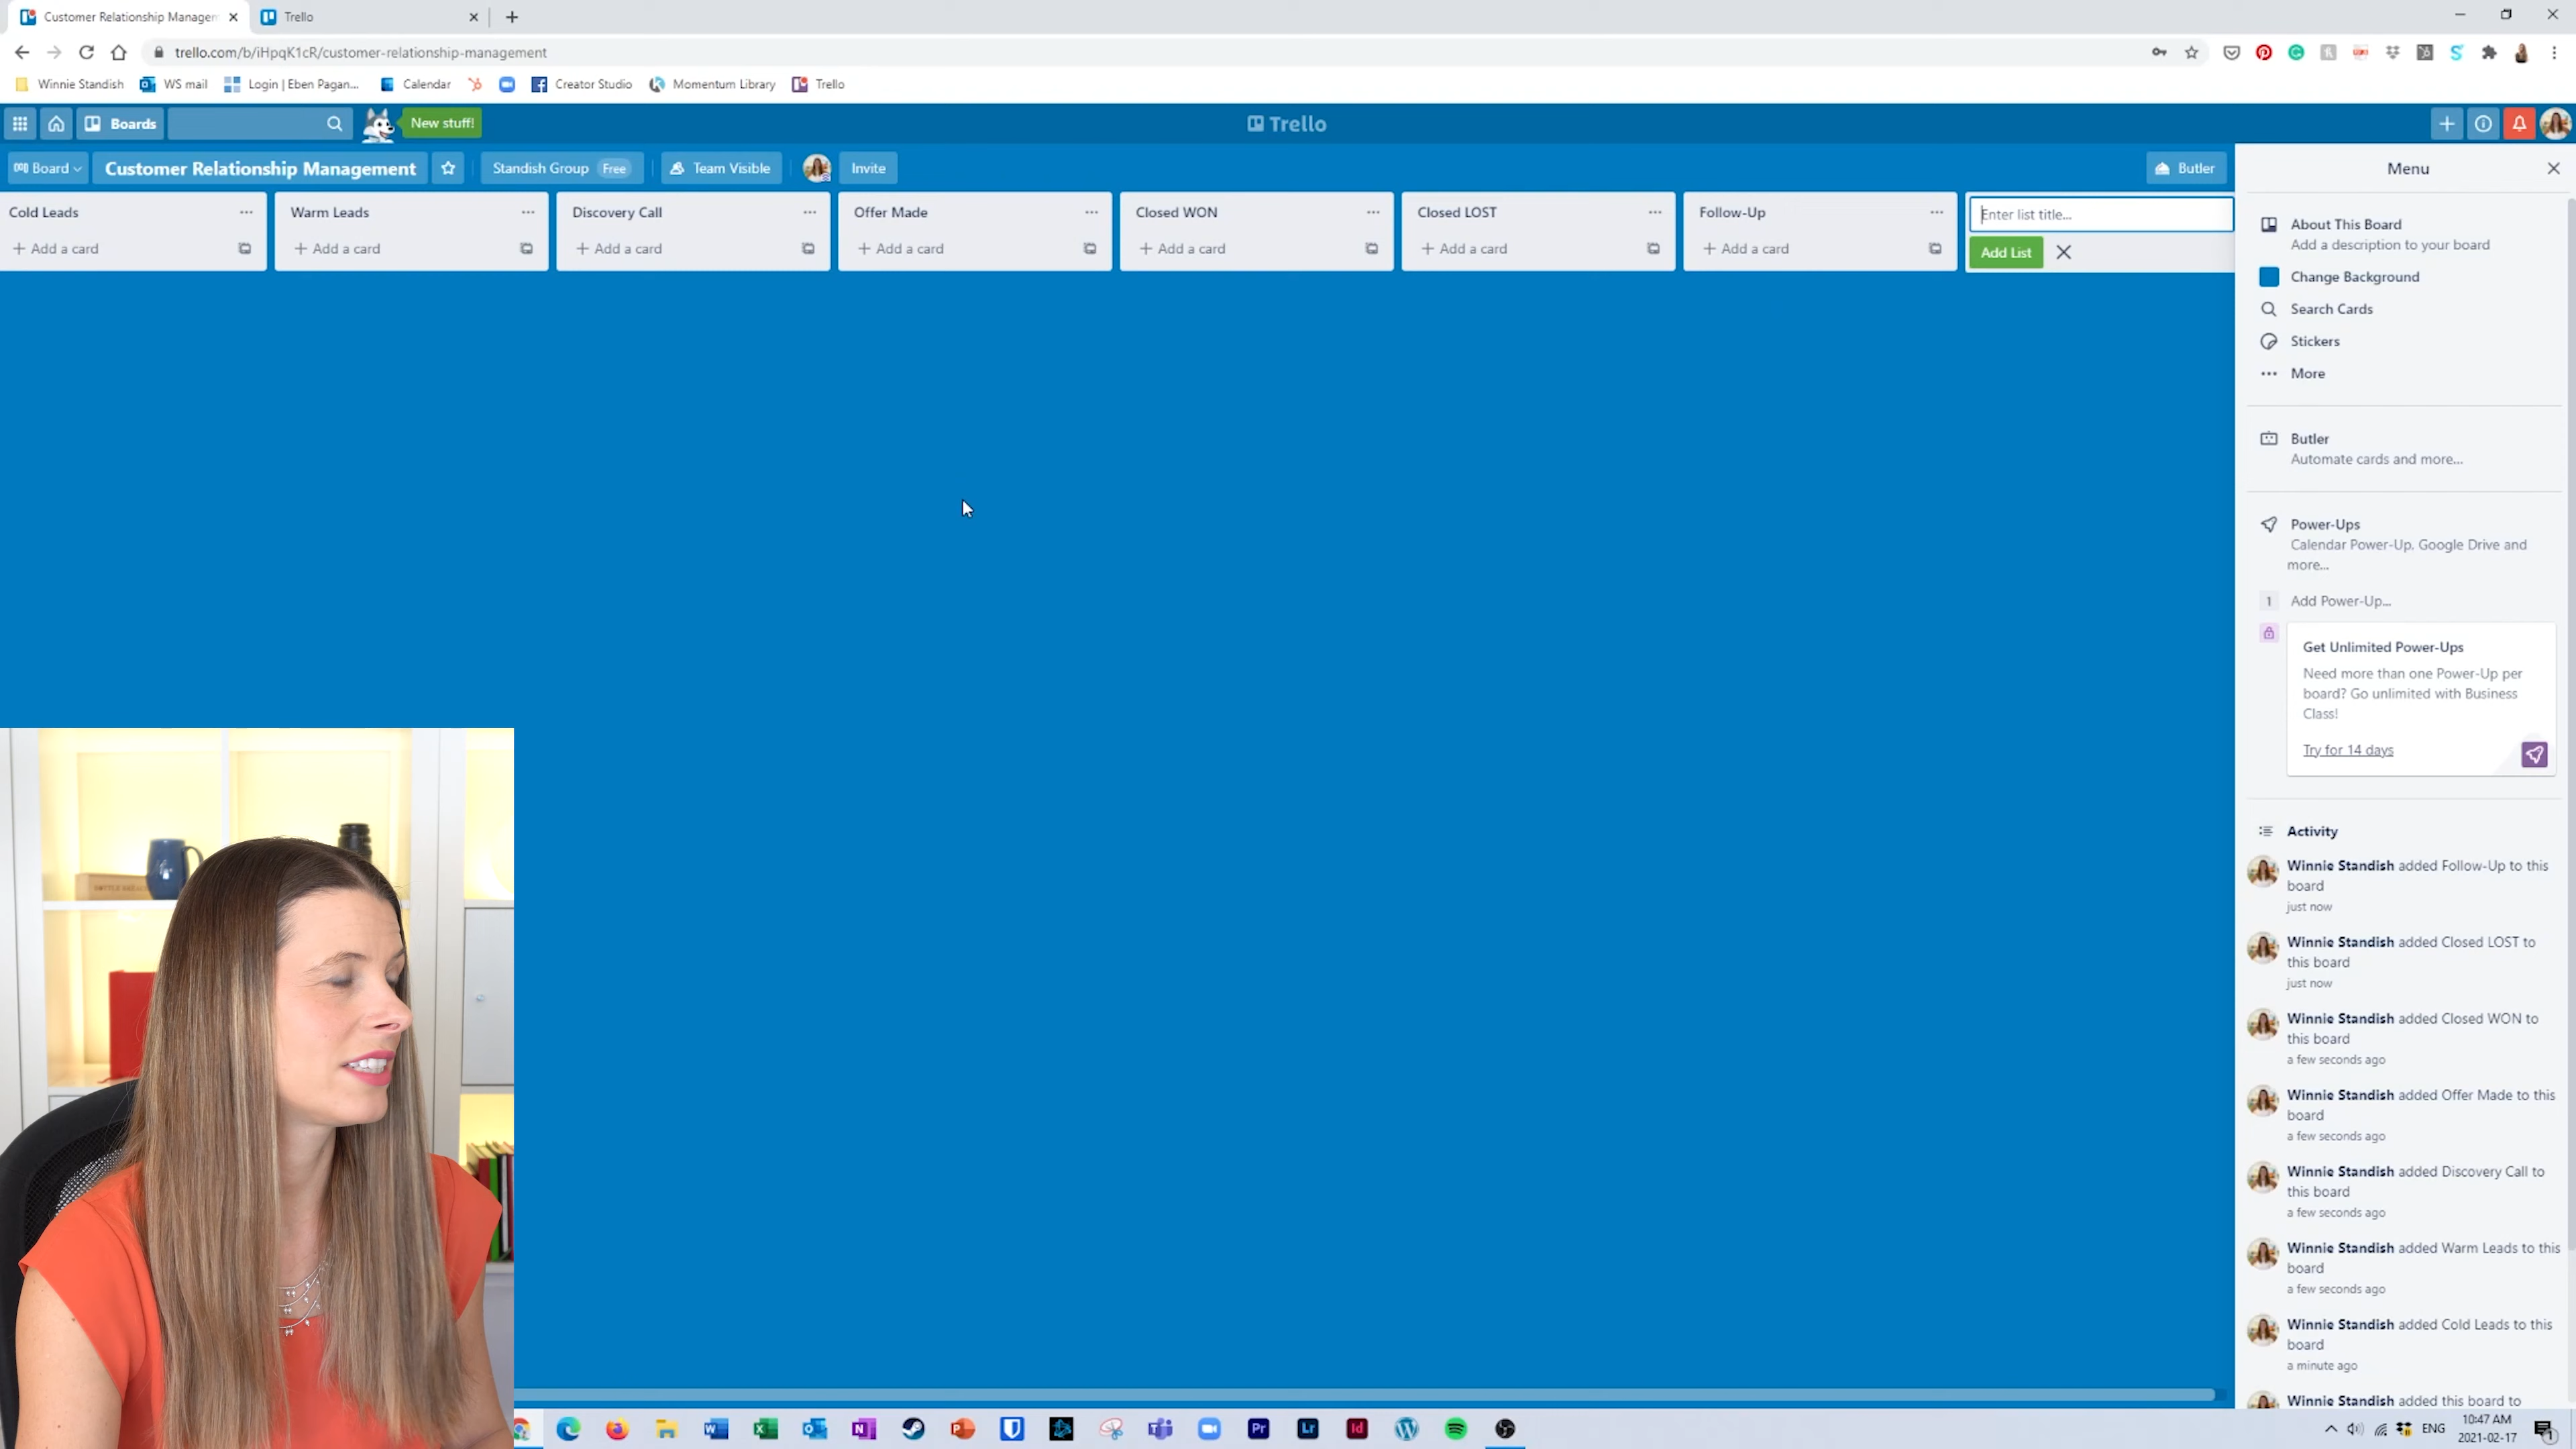 Customer Relationship Managen
Trello
trello.com/b/iHpqK1cR/customer-relationship-management
Winnie Standish
WS mail
Login | Eben Pagan...
Calendar
Creator Studio
Momentum Library
Trello
Boards
New stuff!
Trello
Board
Customer Relationship Management
Standish Group Free
Team Visible
Invite
Butler
Menu
Cold Leads
Warm Leads
Discovery Call
Offer Made
Closed WON
Closed LOST
Follow-Up
Enter list title...
+ Add a card
+ Add a card
+ Add a card
+ Add a card
+ Add a card
+ Add a card
+ Add a card
Add List
About This Board
Add a description to your board
Change Background
Search Cards
Stickers
More
Butler
Automate cards and more...
Power-Ups
Calendar Power-Up, Google Drive and
more...
1 Add Power-Up...
Get Unlimited Power-Ups
Need more than one Power-Up per
board? Go unlimited with Business
Class!
Try for 14 days
Activity
Winnie Standish added Follow-Up to this
board
just now
Winnie Standish added Closed LOST to
this board
just now
Winnie Standish added Closed WON to
this board
a few seconds ago
Winnie Standish added Offer Made to this
board
a few seconds ago
Winnie Standish added Discovery Call to
this board
a few seconds ago
Winnie Standish added Warm Leads to this
board
a few seconds ago
Winnie Standish added Cold Leads to this
board
a minute ago
Winnie Standish added this board to
Pr
Lr
Id
ENG
10:47 AM
2021-02-17
1